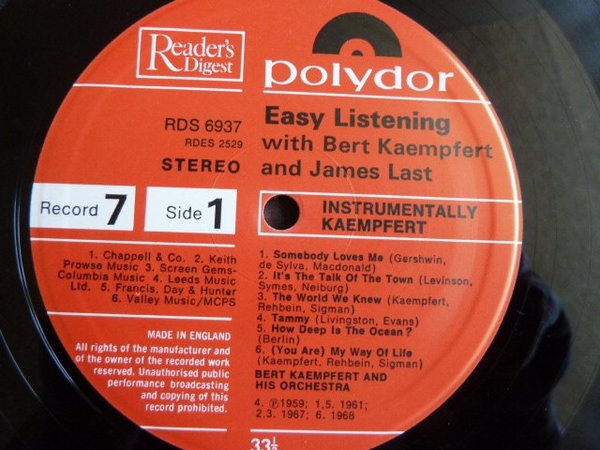 Reader's
Digest
polydor
Easy Listening
with Bert Kaempfert
and James Last
RDS 6937
RDES 2529
STEREO
Record 7
Side 1
INSTRUMENTALLY
KAEMPFERT
1. Chappell & Co. 2. Keith
Prowse Music 3. Screen Gems-
Columbia Music 4. Leeds Music
Ltd. 5. Francis, Day & Hunter
6. Valley Music/MCPS
1. Somebody Loves Me (Gershwin,
de Sylva, Macdonald)
2. It's The Talk Of The Town (Levinson,
Symes, Neiburg)
3. The World We Knew (Kaempfert,
Rehbein, Sigman)
4. Tammy (Livingston, Evans)
5. How Deep Is The Ocean?
(Berlin)
6. (You Are) My Way Of Life
(Kaempfert, Rehbein, Sigman)
BERT KAEMPFERT AND
HIS ORCHESTRA
4. ℗1959; 1.5. 1961;
2.3. 1967; 6. 1968
MADE IN ENGLAND
All rights of the manufacturer and
of the owner of the recorded work
reserved. Unauthorised public
performance broadcasting
and copying of this
record prohibited.
33⅓